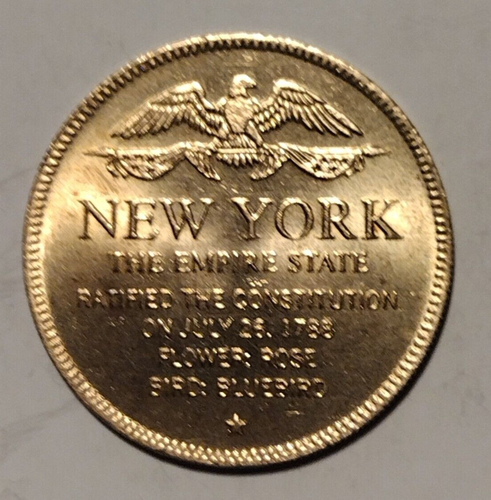 NEW YORK
THE EMPIRE STATE
RATIFIED THE CONSTITUTION
ON JULY 26, 1788
FLOWER: ROSE
BIRD: BLUEBIRD